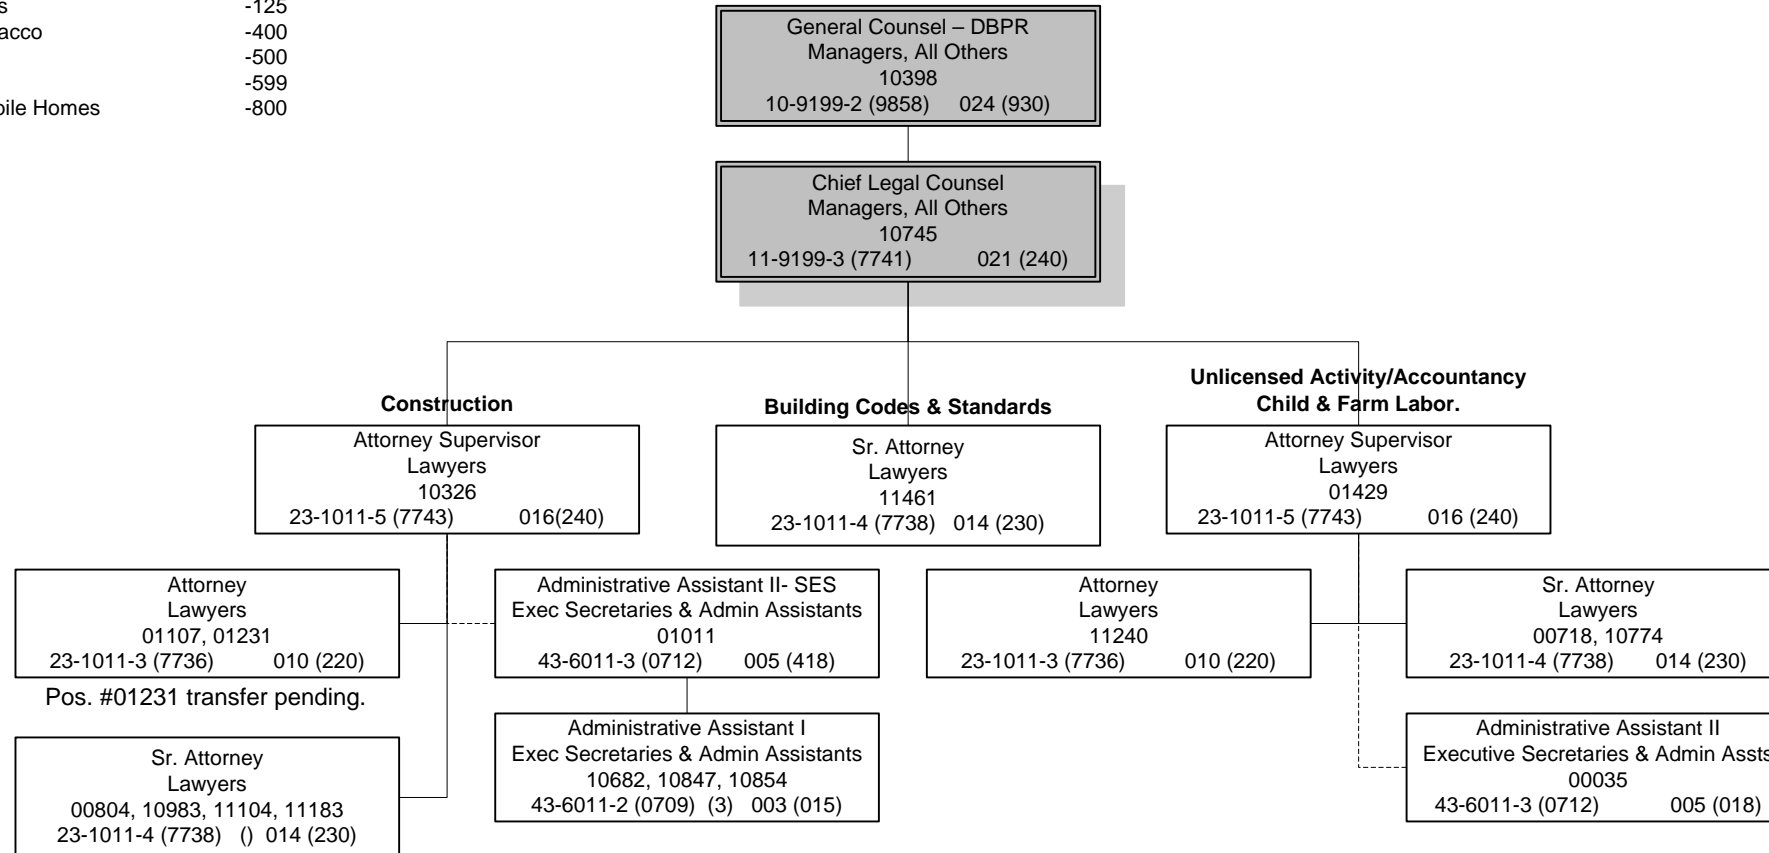 s -125
acco -400
-500
-599
bile Homes -800
General Counsel – DBPR
Managers, All Others
10398
10-9199-2 (9858) 024 (930)
Chief Legal Counsel
Managers, All Others
10745
11-9199-3 (7741) 021 (240)
Construction
Attorney Supervisor
Lawyers
10326
23-1011-5 (7743) 016(240)
Attorney
Lawyers
01107, 01231
23-1011-3 (7736) 010 (220)
Pos. #01231 transfer pending.
Sr. Attorney
Lawyers
00804, 10983, 11104, 11183
23-1011-4 (7738) () 014 (230)
Administrative Assistant II- SES
Exec Secretaries & Admin Assistants
01011
43-6011-3 (0712) 005 (418)
Administrative Assistant I
Exec Secretaries & Admin Assistants
10682, 10847, 10854
43-6011-2 (0709) (3) 003 (015)
Building Codes & Standards
Sr. Attorney
Lawyers
11461
23-1011-4 (7738) 014 (230)
Unlicensed Activity/Accountancy
Child & Farm Labor.
Attorney Supervisor
Lawyers
01429
23-1011-5 (7743) 016 (240)
Attorney
Lawyers
11240
23-1011-3 (7736) 010 (220)
Sr. Attorney
Lawyers
00718, 10774
23-1011-4 (7738) 014 (230)
Administrative Assistant II
Executive Secretaries & Admin Assts
00035
43-6011-3 (0712) 005 (018)